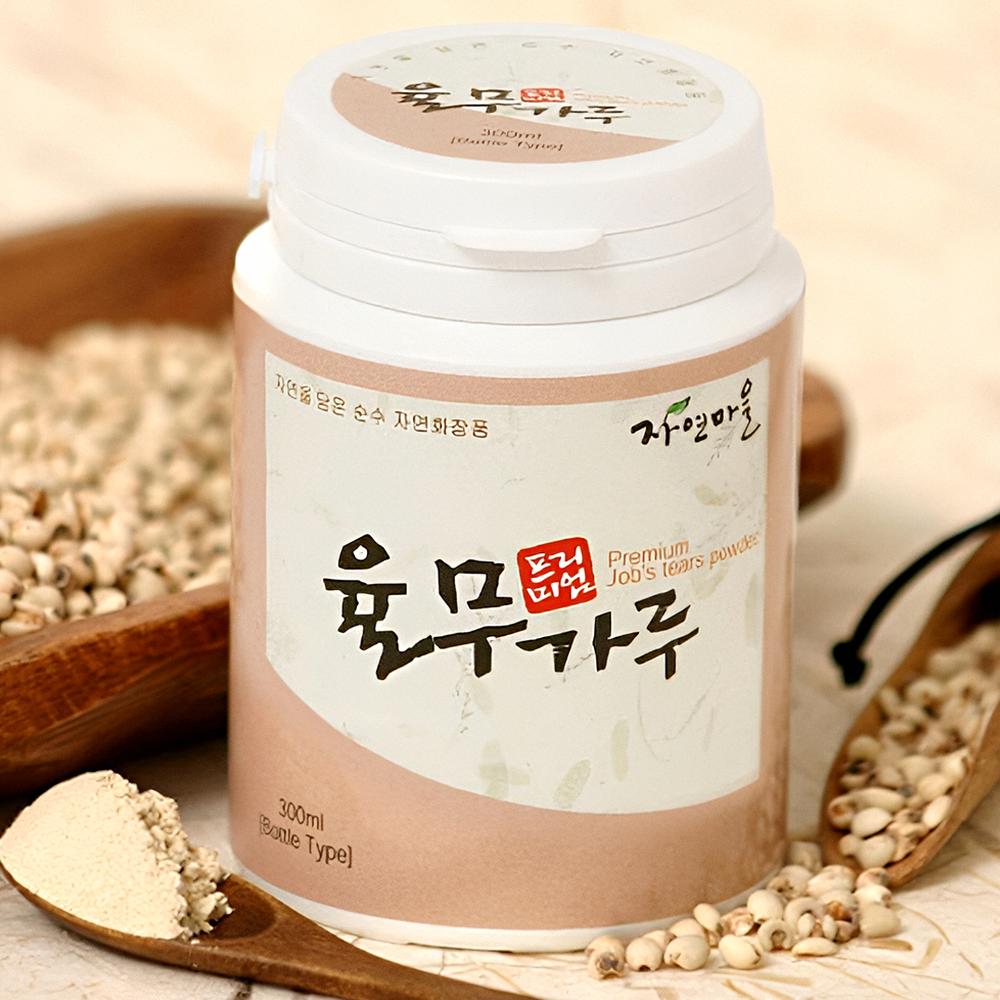 율무가루
300ml
[Bottle Type]
자연을 담은 순수 자연화장품
자연마을
율무가루
프리
미엄
Premium
Job's tears powder
300ml
[Bottle Type]